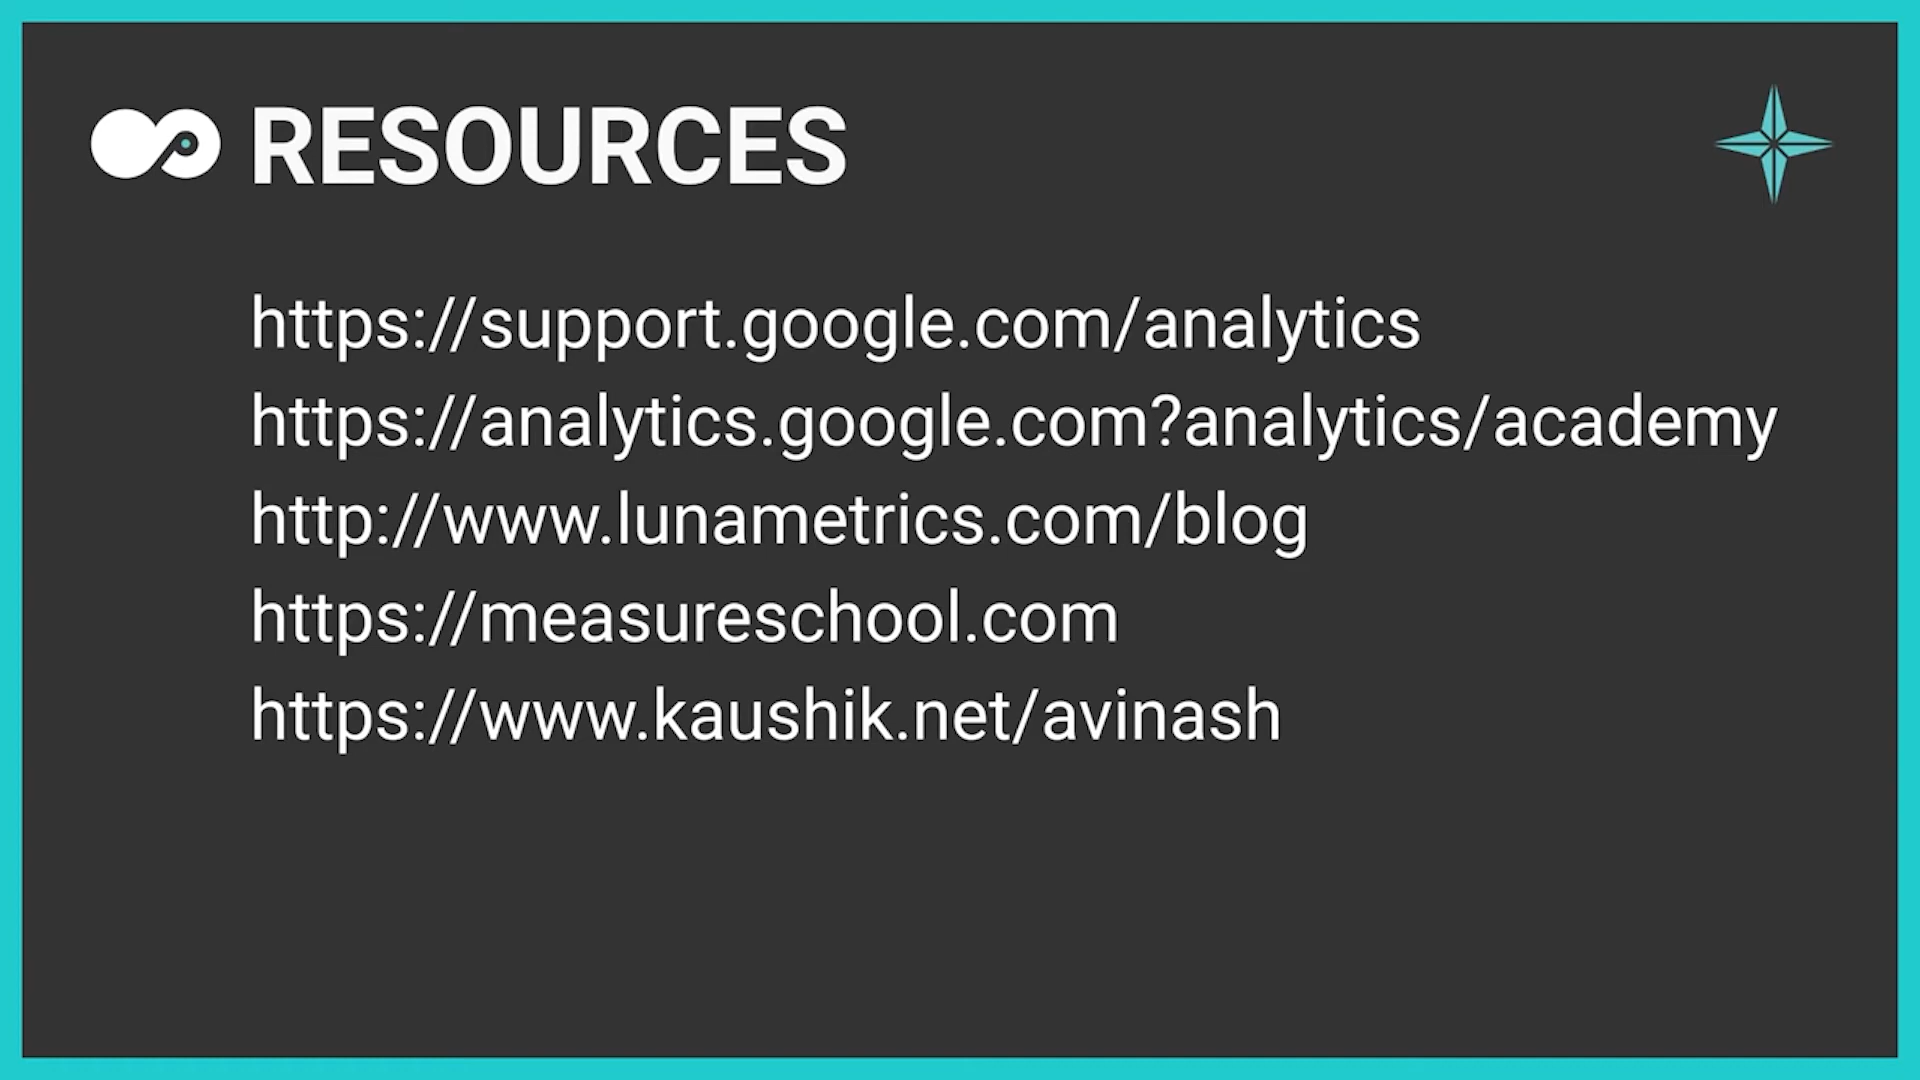 RESOURCES
https://support.google.com/analytics
https://analytics.google.com?analytics/academy
http://www.lunametrics.com/blog
https://measureschool.com
https://www.kaushik.net/avinash